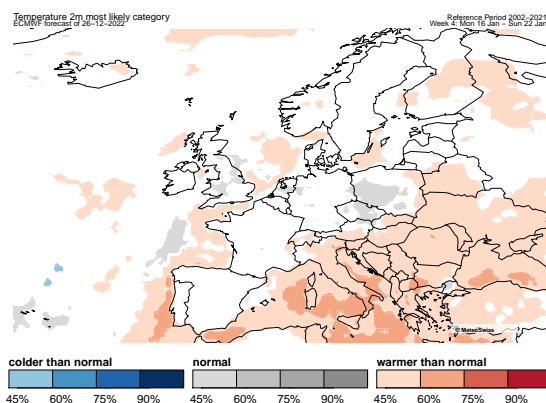 Temperature 2m most likely category
ECMWF forecast of 26-12-2022
Reference Period 2002-2021
Week 4: Mon 16 Jan - Sun 22 Jan
© MeteoSwiss
colder than normal
normal
warmer than normal
45% 60% 75% 90% 45% 60% 75% 90% 45% 60% 75% 90%